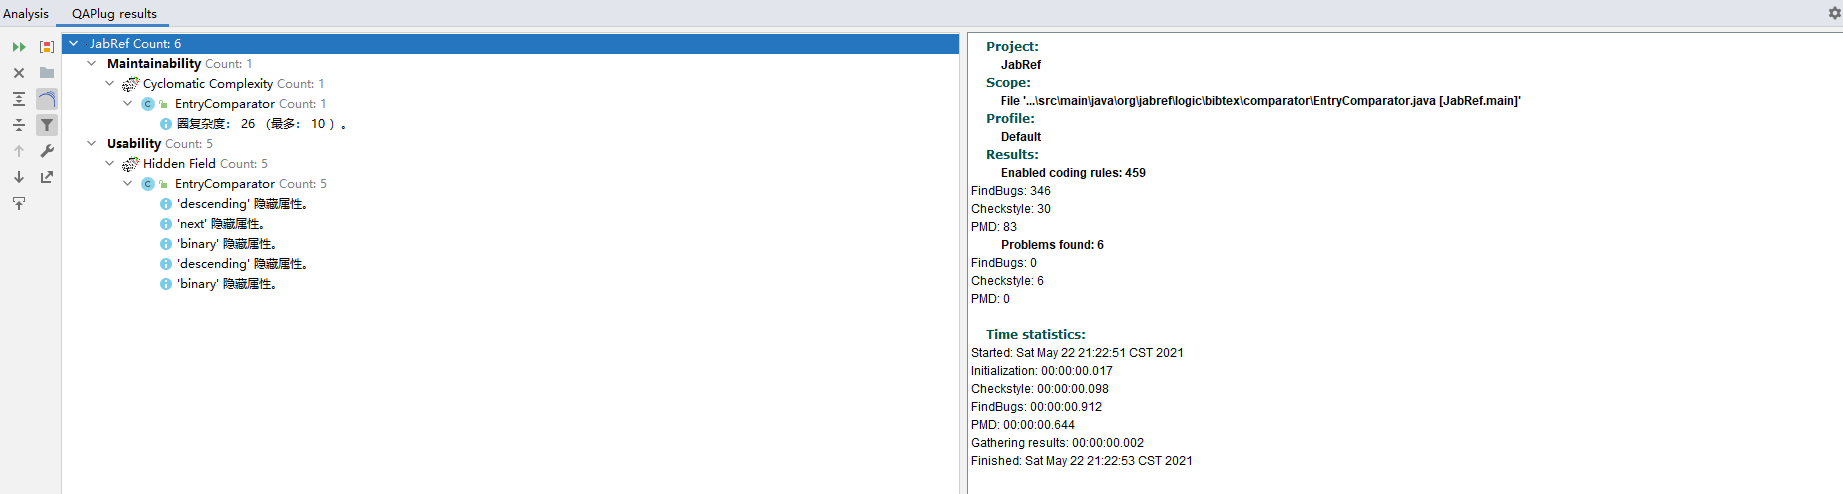 Analysis QAPlug results
JabRef Count: 6
Maintainability Count: 1
Cyclomatic Complexity Count: 1
EntryComparator Count: 1
圈复杂度： 26 （最多： 10 ）。
Usability Count: 5
Hidden Field Count: 5
EntryComparator Count: 5
'descending' 隐藏属性。
'next' 隐藏属性。
'binary' 隐藏属性。
'descending' 隐藏属性。
'binary' 隐藏属性。
Project:
JabRef
Scope:
File '...\src\main\java\org\jabref\logic\bibtex\comparator\EntryComparator.java [JabRef.main]'
Profile:
Default
Results:
Enabled coding rules: 459
FindBugs: 346
Checkstyle: 30
PMD: 83
Problems found: 6
FindBugs: 0
Checkstyle: 6
PMD: 0
Time statistics:
Started: Sat May 22 21:22:51 CST 2021
Initialization: 00:00:00.017
Checkstyle: 00:00:00.098
FindBugs: 00:00:00.912
PMD: 00:00:00.644
Gathering results: 00:00:00.002
Finished: Sat May 22 21:22:53 CST 2021